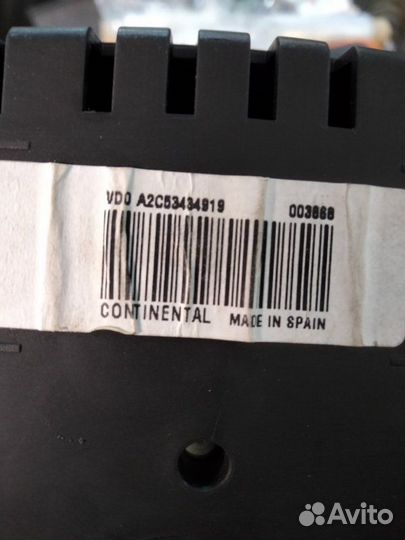 VDO A2C53434919 003668
CONTINENTAL MADE IN SPAIN
Avito